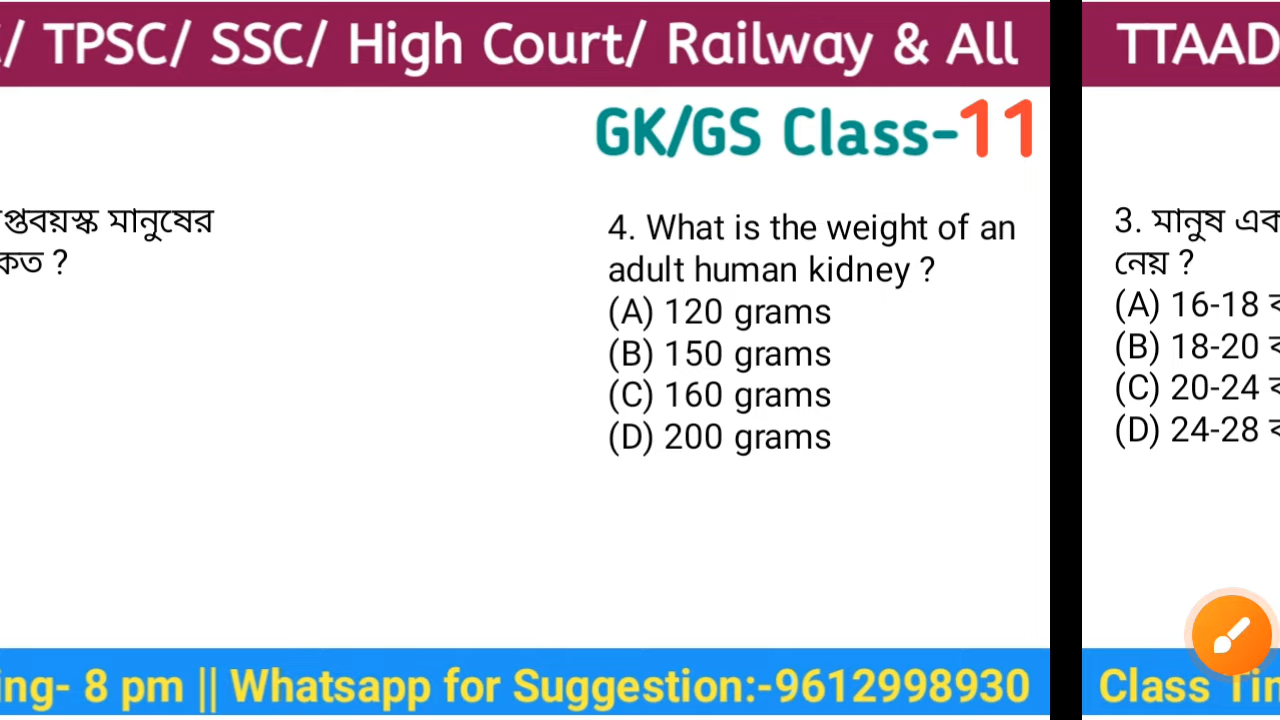 / TPSC/ SSC/ High Court/ Railway & All
GK/GS Class-11
প্তবয়স্ক মানুষের
কত ?
4. What is the weight of an
adult human kidney ?
(A) 120 grams
(B) 150 grams
(C) 160 grams
(D) 200 grams
ing- 8 pm || Whatsapp for Suggestion:-9612998930
TTAAD
3. মানুষ এক
নেয় ?
(A) 16-18
(B) 18-20
(C) 20-24
(D) 24-28
Class Tim